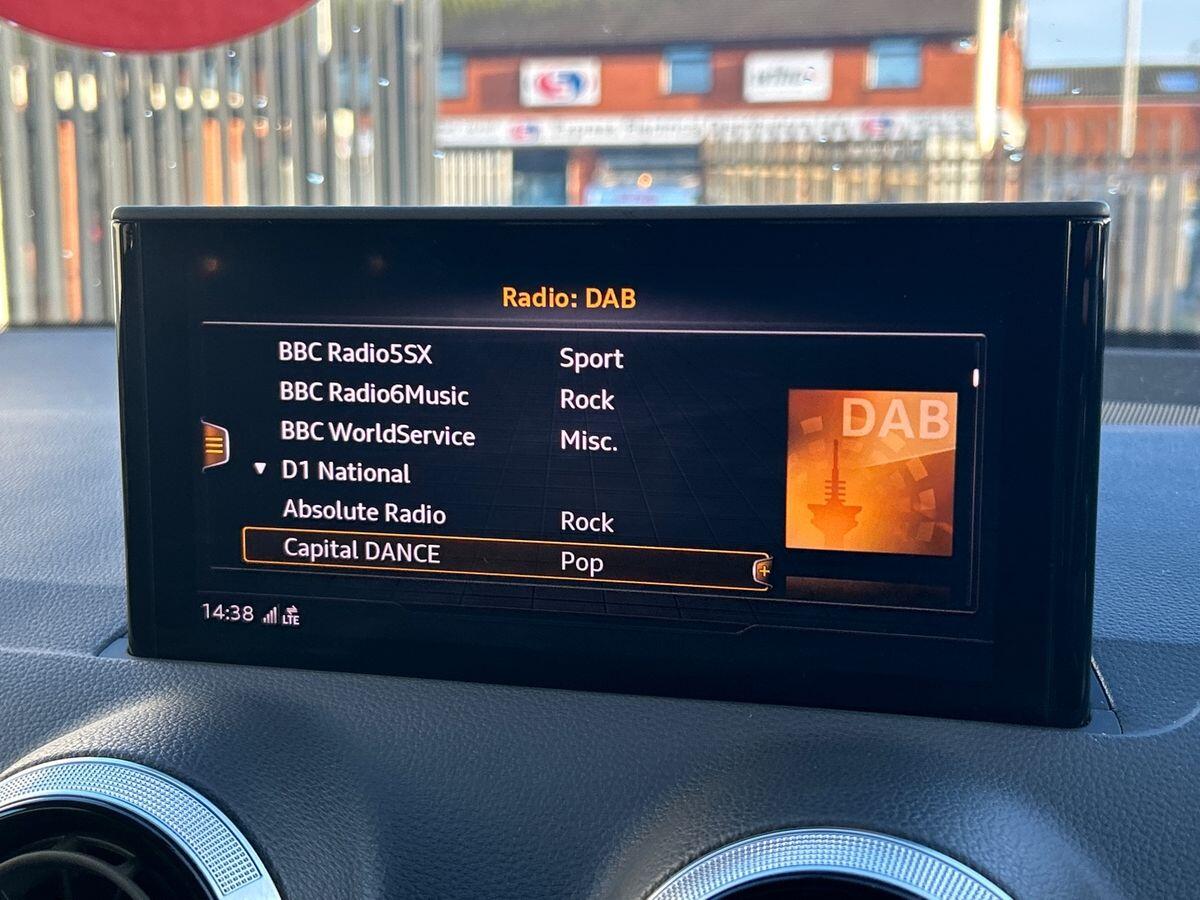 Radio: DAB
BBC Radio5SX Sport
BBC Radio6Music Rock
BBC WorldService Misc.
D1 National
Absolute Radio Rock
Capital DANCE Pop
DAB
14:38 LTE